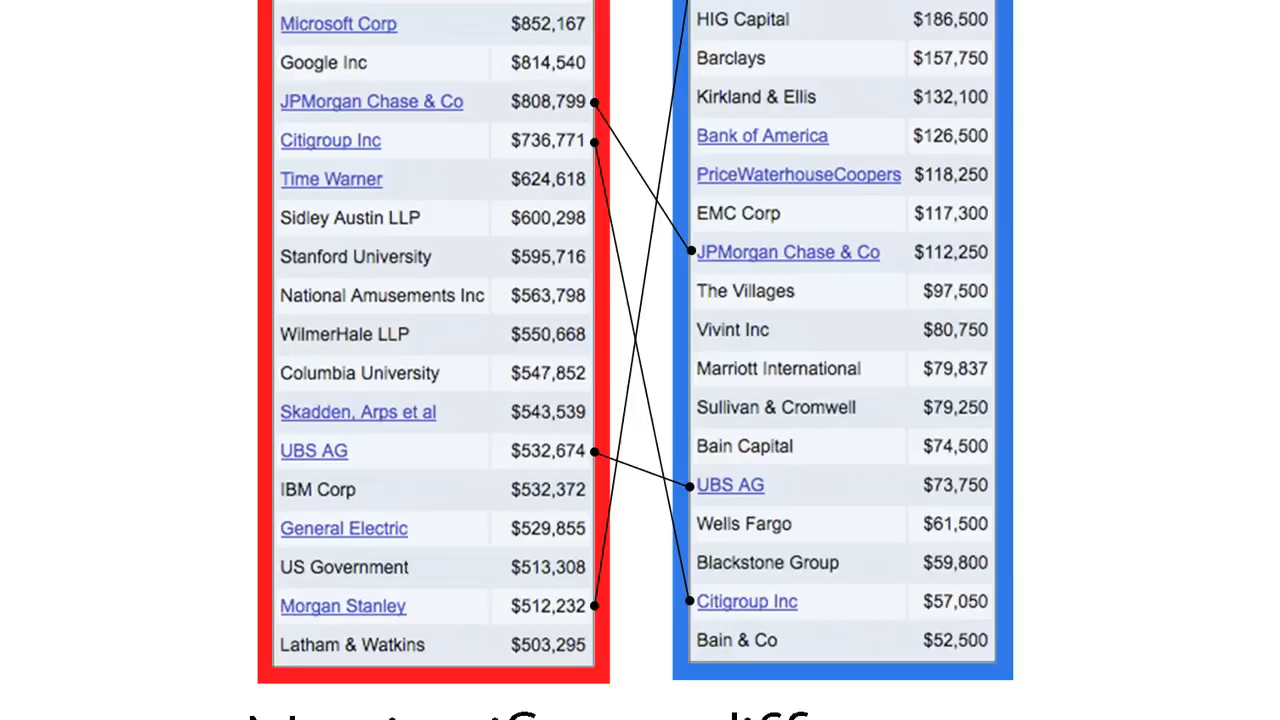 Microsoft Corp $852,167
Google Inc $814,540
JPMorgan Chase & Co $808,799
Citigroup Inc $736,771
Time Warner $624,618
Sidley Austin LLP $600,298
Stanford University $595,716
National Amusements Inc $563,798
WilmerHale LLP $550,668
Columbia University $547,852
Skadden, Arps et al $543,539
UBS AG $532,674
IBM Corp $532,372
General Electric $529,855
US Government $513,308
Morgan Stanley $512,232
Latham & Watkins $503,295
HIG Capital $186,500
Barclays $157,750
Kirkland & Ellis $132,100
Bank of America $126,500
PriceWaterhouseCoopers $118,250
EMC Corp $117,300
JPMorgan Chase & Co $112,250
The Villages $97,500
Vivint Inc $80,750
Marriott International $79,837
Sullivan & Cromwell $79,250
Bain Capital $74,500
UBS AG $73,750
Wells Fargo $61,500
Blackstone Group $59,800
Citigroup Inc $57,050
Bain & Co $52,500